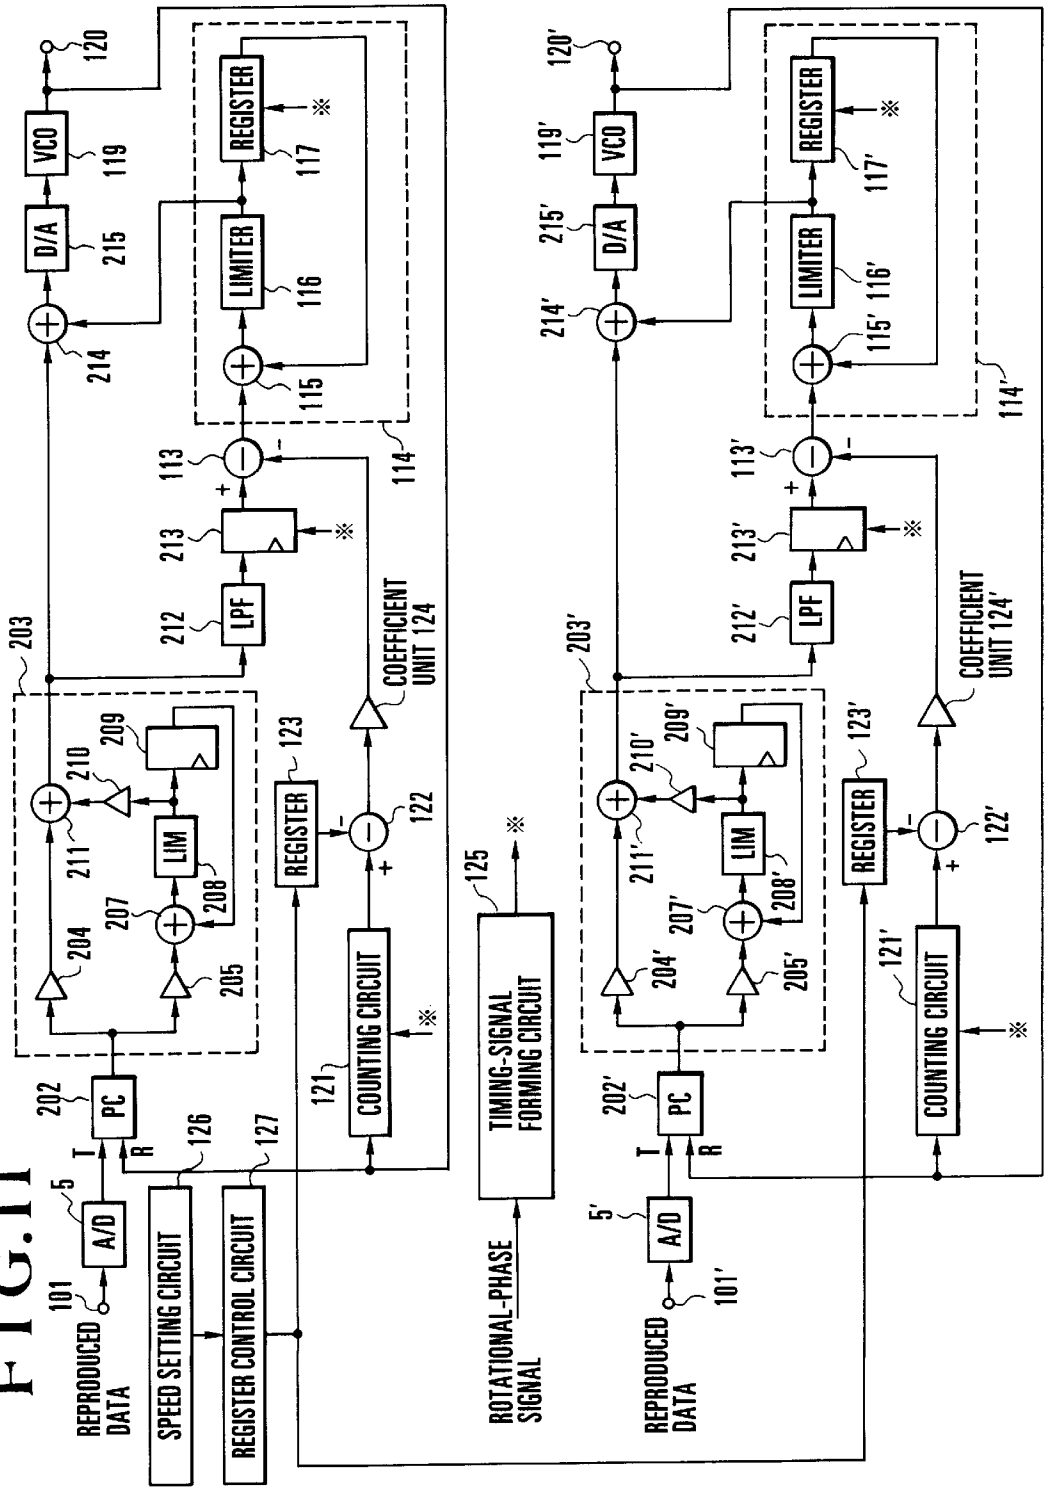 FIG.11
REPRODUCED
DATA
101
5
A/D
T
R
202
PC
203
204
205
207
LIM
208
209
210
211
212
LPF
213
※
+
-
113
114
115
LIMITER
116
REGISTER
117
※
214
D/A
215
VCO
119
120
SPEED SETTING CIRCUIT
126
REGISTER CONTROL CIRCUIT
127
121
COUNTING CIRCUIT
※
REGISTER
123
-
+
122
COEFFICIENT
UNIT 124
ROTATIONAL-PHASE
SIGNAL
TIMING-SIGNAL
FORMING CIRCUIT
125
※
REPRODUCED
DATA
101'
5'
A/D
T
R
202'
PC
203'
204'
205'
207'
LIM
208'
209'
210'
211'
212'
LPF
213'
※
+
-
113'
114'
115'
LIMITER
116'
REGISTER
117'
※
214'
D/A
215'
VCO
119'
120'
121'
COUNTING CIRCUIT
※
REGISTER
123'
-
+
122'
COEFFICIENT
UNIT 124'